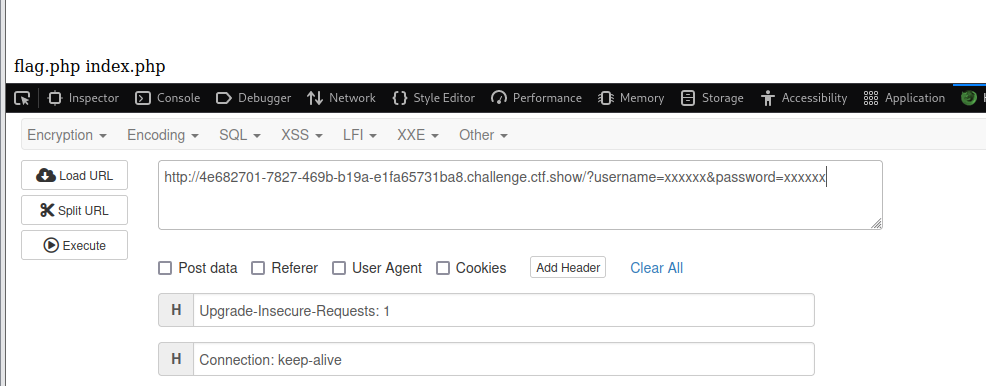 flag.php index.php
Inspector Console Debugger Network Style Editor Performance Memory Storage Accessibility Application
Encryption Encoding SQL XSS LFI XXE Other
Load URL
http://4e682701-7827-469b-b19a-e1fa65731ba8.challenge.ctf.show/?username=xxxxxx&password=xxxxxx
Split URL
Execute
Post data Referer User Agent Cookies Add Header Clear All
H Upgrade-Insecure-Requests: 1
H Connection: keep-alive